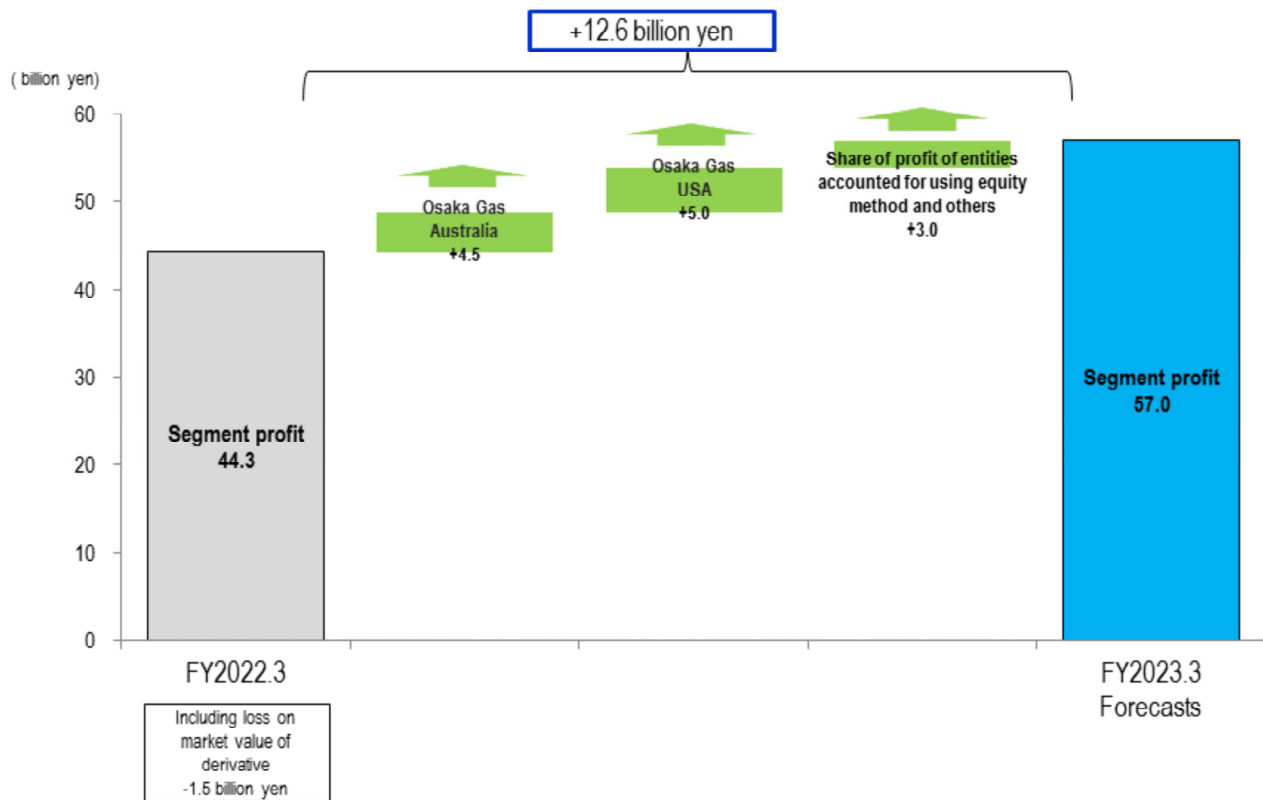 +12.6 billion yen
( billion yen)
60
50
40
30
20
10
0
Segment profit
44.3
Osaka Gas
Australia
+4.5
Osaka Gas
USA
+5.0
Share of profit of entities
accounted for using equity
method and others
+3.0
Segment profit
57.0
FY2022.3
FY2023.3
Forecasts
Including loss on
market value of
derivative
-1.5 billion yen